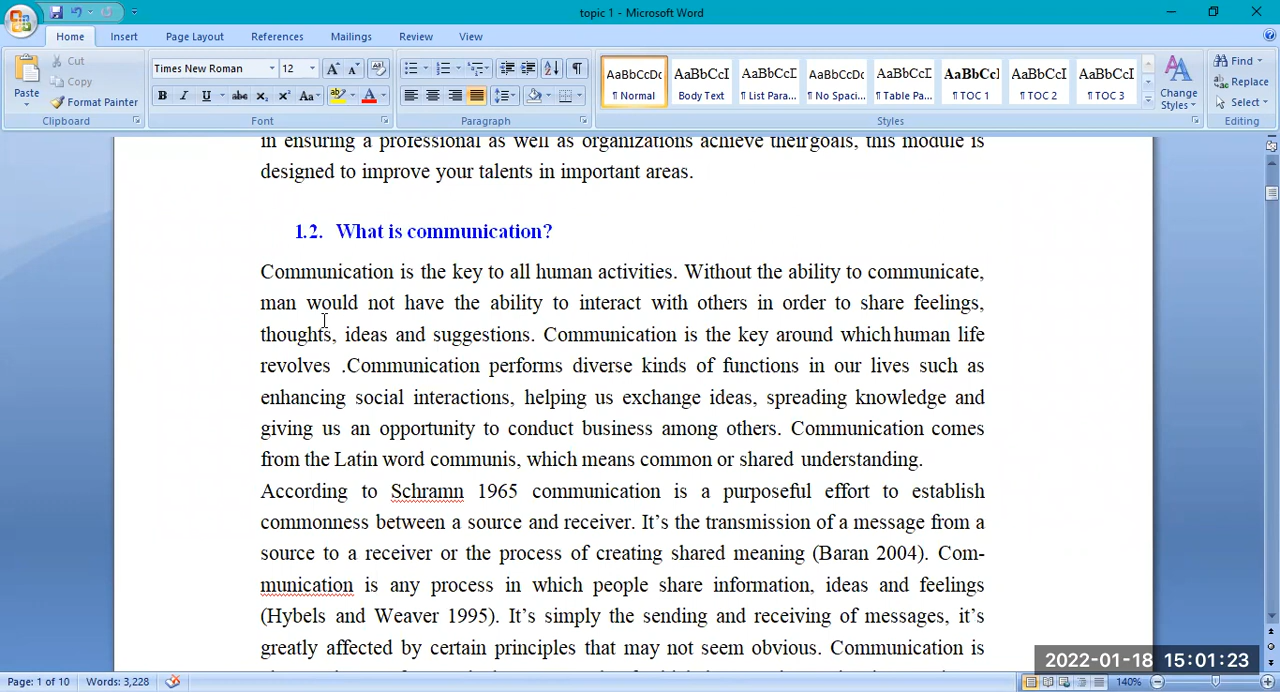 topic 1 - Microsoft Word
Home Insert Page Layout References Mailings Review View
Paste
Cut
Copy
Format Painter
Clipboard
Times New Roman 12
Font
Paragraph
AaBbCcDc AaBbCcI AaBbCcI AaBbCcDc AaBbCcI AaBbCcI AaBbCcI AaBbCcI
¶ Normal Body Text ¶ List Para... ¶ No Spaci... ¶ Table Pa... ¶ TOC 1 ¶ TOC 2 ¶ TOC 3
Change
Styles
Styles
Find
Replace
Select
Editing
in ensuring a professional as well as organizations achieve theirgoals, this module is
designed to improve your talents in important areas.
1.2. What is communication?
Communication is the key to all human activities. Without the ability to communicate,
man would not have the ability to interact with others in order to share feelings,
thoughts, ideas and suggestions. Communication is the key around which human life
revolves .Communication performs diverse kinds of functions in our lives such as
enhancing social interactions, helping us exchange ideas, spreading knowledge and
giving us an opportunity to conduct business among others. Communication comes
from the Latin word communis, which means common or shared understanding.
According to Schramm 1965 communication is a purposeful effort to establish
commonness between a source and receiver. It's the transmission of a message from a
source to a receiver or the process of creating shared meaning (Baran 2004). Com-
munication is any process in which people share information, ideas and feelings
(Hybels and Weaver 1995). It's simply the sending and receiving of messages, it's
greatly affected by certain principles that may not seem obvious. Communication is
2022-01-18 15:01:23
Page: 1 of 10 Words: 3,228 140%